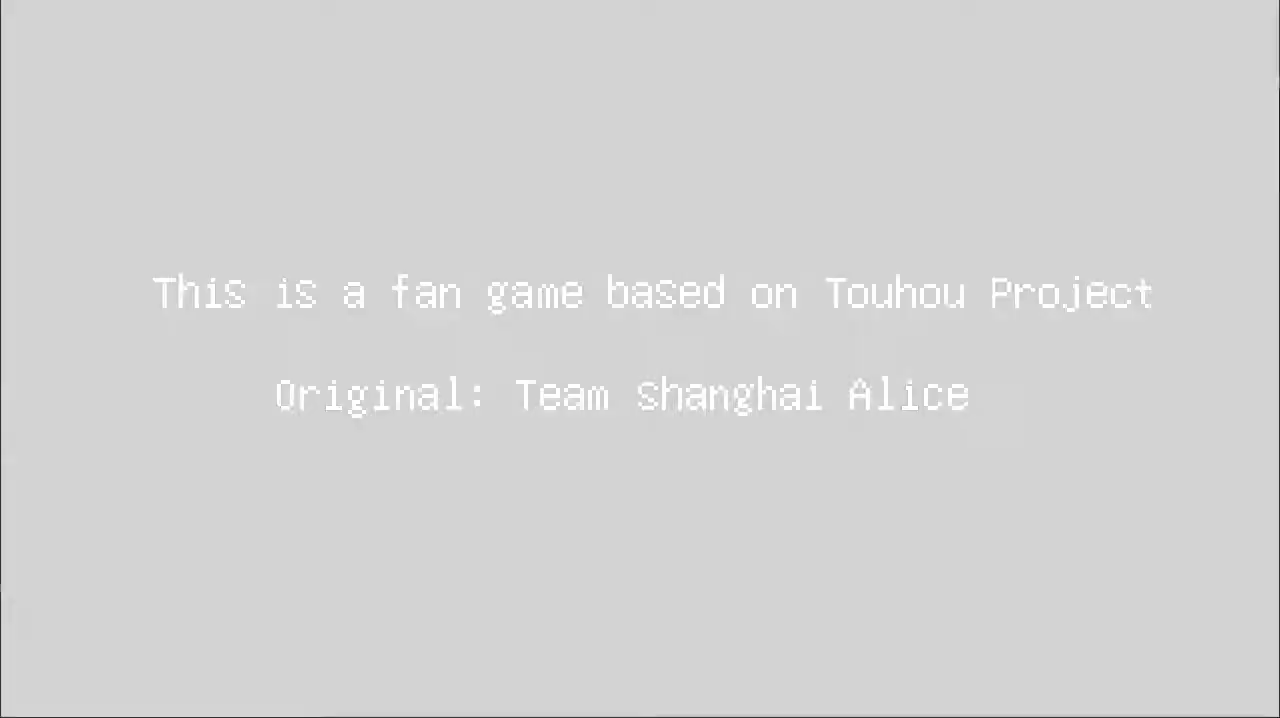 This is a fan game based on Touhou Project
Original: Team Shanghai Alice